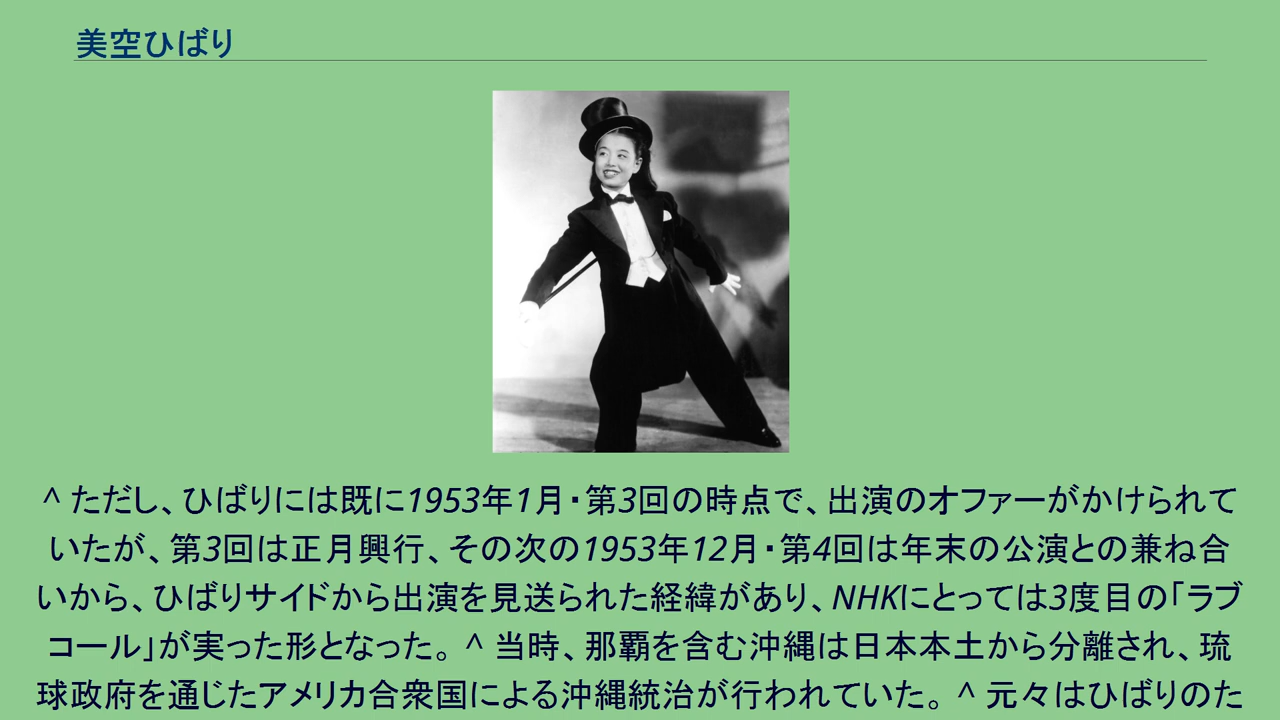 美空ひばり
^ ただし、ひばりには既に1953年1月・第3回の時点で、出演のオファーがかけられて
いたが、第3回は正月興行、その次の1953年12月・第4回は年末の公演との兼ね合
いから、ひばりサイドから出演を見送られた経緯があり、NHKにとっては3度目の「ラブ
コール」が実った形となった。 ^ 当時、那覇を含む沖縄は日本本土から分離され、琉
球政府を通じたアメリカ合衆国による沖縄統治が行われていた。 ^ 元々はひばりのた